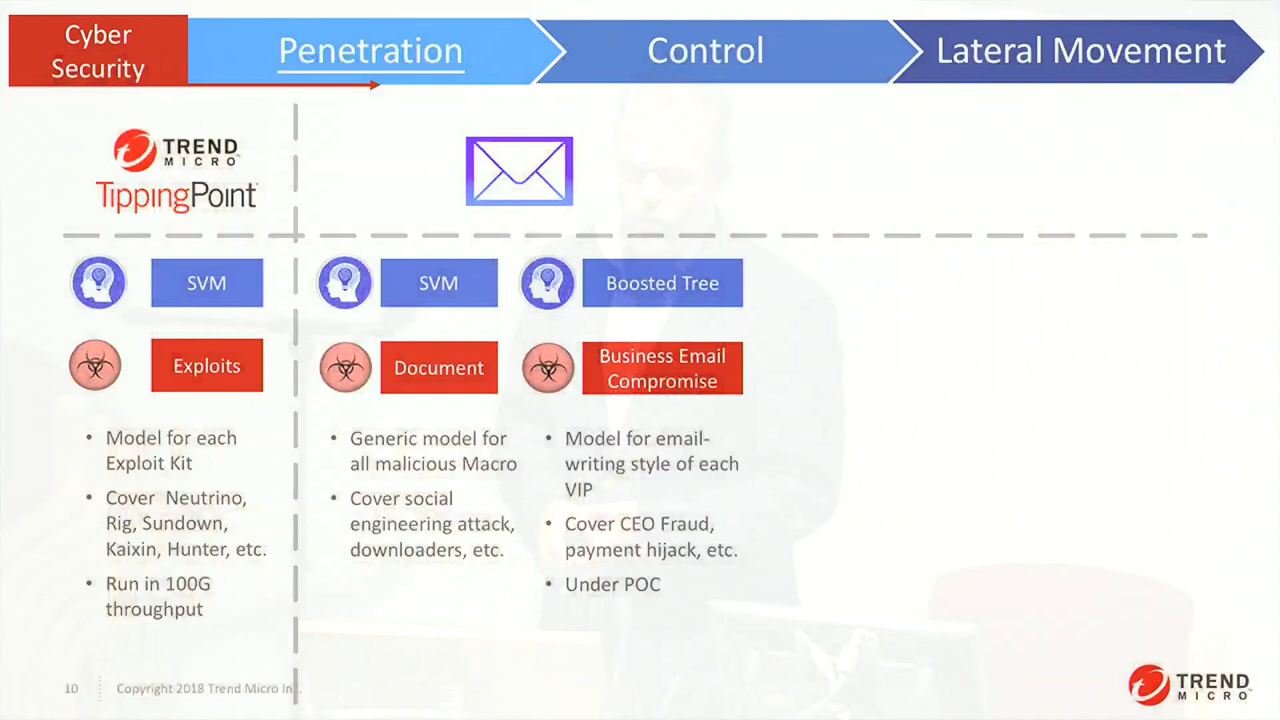 Cyber
Security
Penetration
Control
Lateral Movement
TREND
MICRO
TippingPoint
SVM
Exploits
• Model for each
Exploit Kit
• Cover Neutrino,
Rig, Sundown,
Kaixin, Hunter, etc.
• Run in 100G
throughput
SVM
Document
• Generic model for
all malicious Macro
• Cover social
engineering attack,
downloaders, etc.
Boosted Tree
Business Email
Compromise
• Model for email-
writing style of each
VIP
• Cover CEO Fraud,
payment hijack, etc.
• Under POC
10
Copyright 2018 Trend Micro Inc.
TREND
MICRO